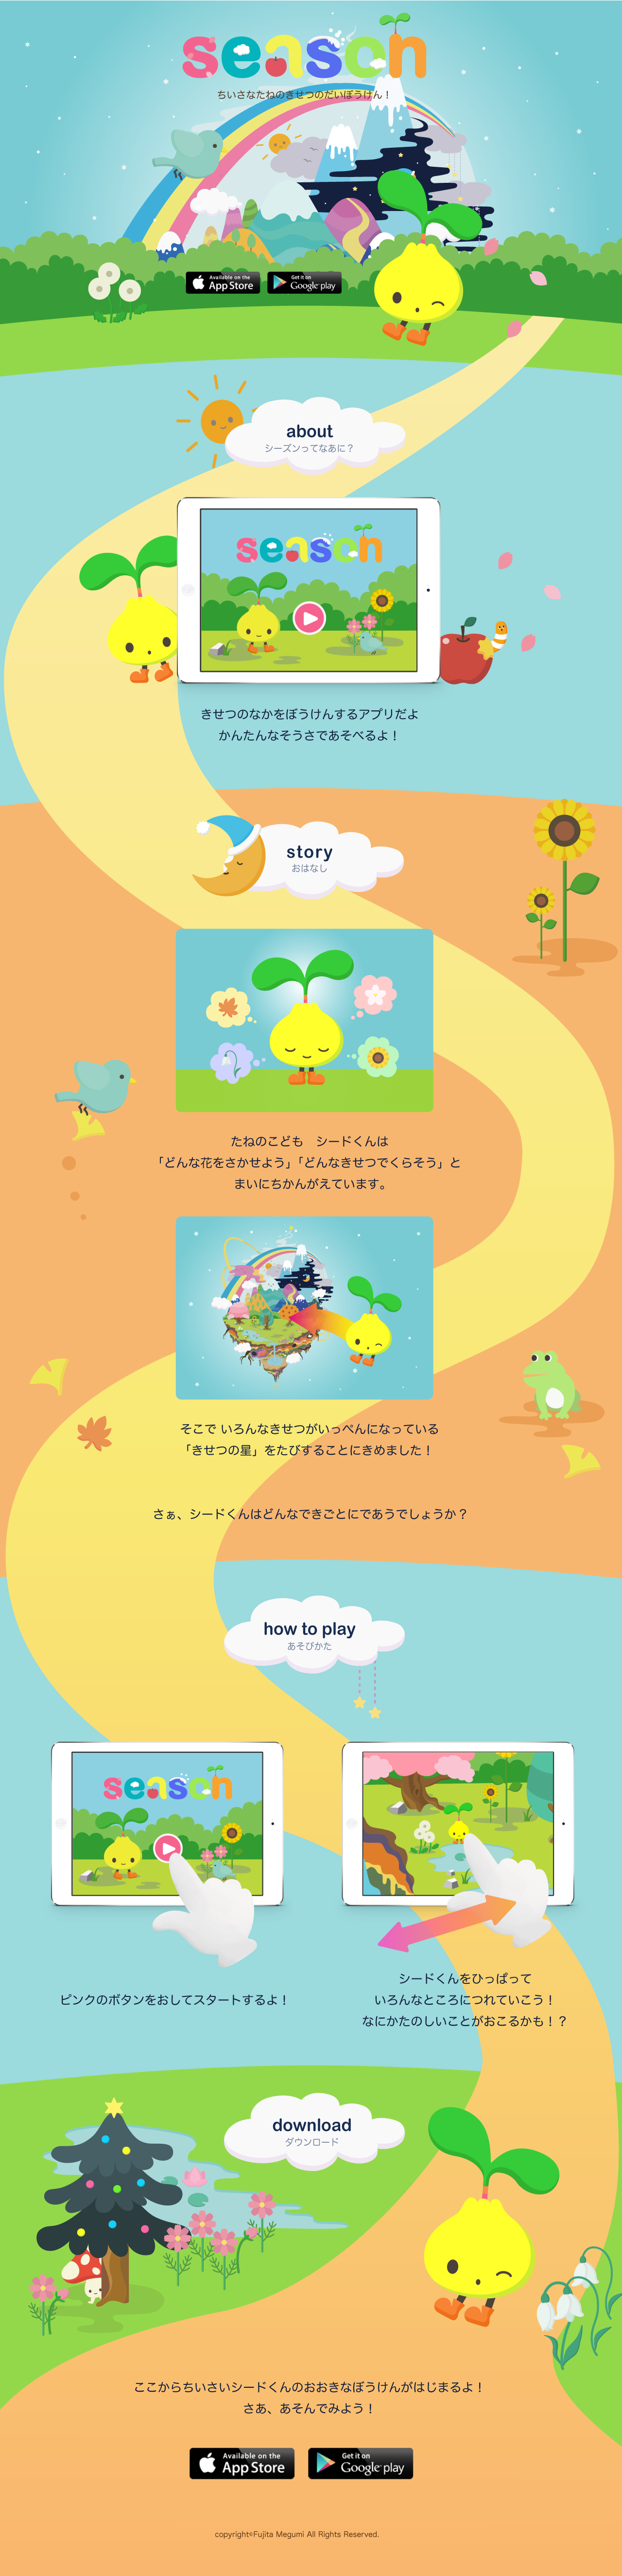 season
ちいさなたねのきせつのだいぼうけん！
Available on the
App Store
Get it on
Google play
about
シーズンってなあに？
season
きせつのなかをぼうけんするアプリだよ
かんたんなそうさであそべるよ！
story
おはなし
たねのこども　シードくんは
「どんな花をさかせよう」「どんなきせつでくらそう」と
まいにちかんがえています。
そこで いろんなきせつがいっぺんになっている
「きせつの星」をたびすることにきめました！
さぁ、シードくんはどんなできごとにであうでしょうか？
how to play
あそびかた
season
ピンクのボタンをおしてスタートするよ！
シードくんをひっぱって
いろんなところにつれていこう！
なにかたのしいことがおこるかも！？
download
ダウンロード
ここからちいさいシードくんのおおきなぼうけんがはじまるよ！
さあ、あそんでみよう！
Available on the
App Store
Get it on
Google play
copyright©Fujita Megumi All Rights Reserved.